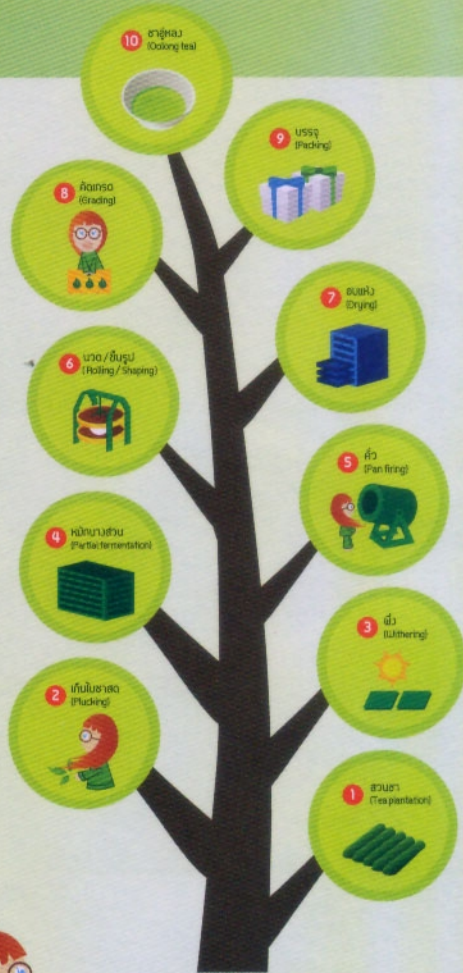 10
ชาอู่หลง
(Oolong tea)
9
บรรจุ
(Packing)
8
คัดเกรด
(Grading)
7
อบแห้ง
(Drying)
6
นวด/ขึ้นรูป
(Rolling/Shaping)
5
คั่ว
(Pan firing)
4
หมักบางส่วน
(Partial fermentation)
3
ผึ่ง
(Withering)
2
เก็บใบชาสด
(Plucking)
1
สวนชา
(Tea plantation)